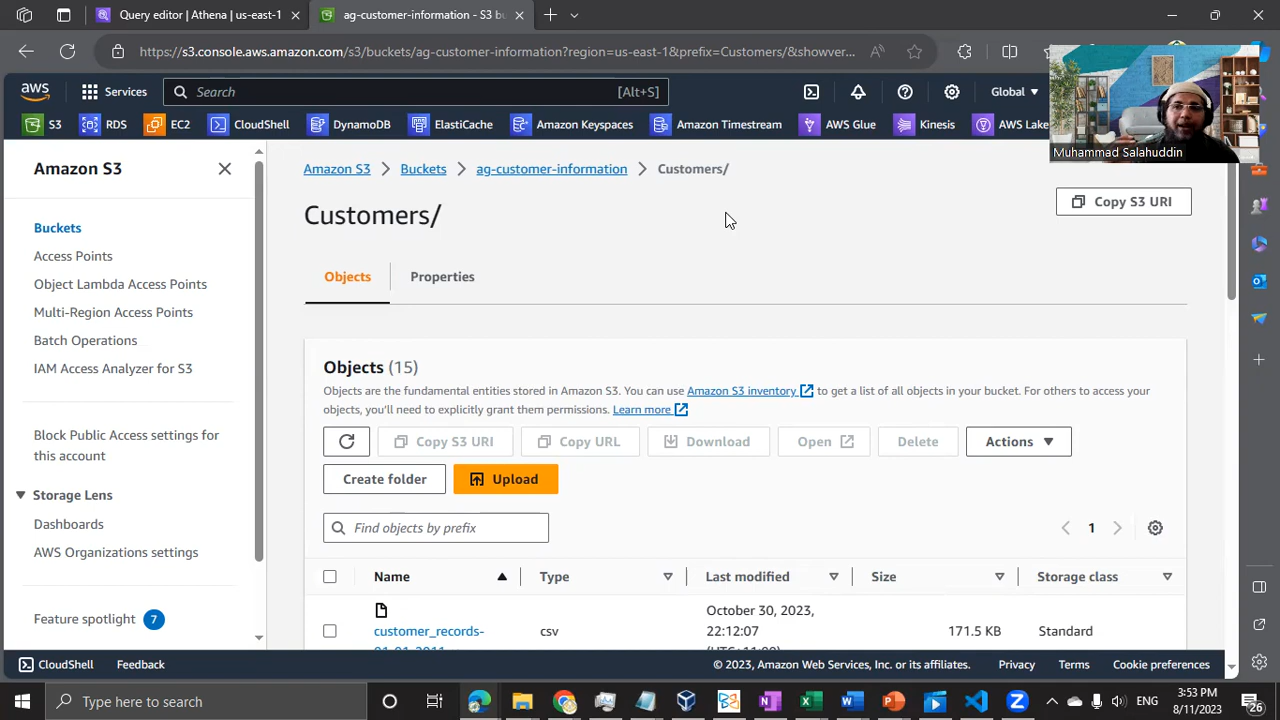 Query editor | Athena | us-east-1
ag-customer-information - S3 bu
https://s3.console.aws.amazon.com/s3/buckets/ag-customer-information?region=us-east-1&prefix=Customers/&showver...
aws
Services
Search
[Alt+S]
Global
S3
RDS
EC2
CloudShell
DynamoDB
ElastiCache
Amazon Keyspaces
Amazon Timestream
AWS Glue
Kinesis
AWS Lake
Muhammad Salahuddin
Amazon S3
Buckets
Access Points
Object Lambda Access Points
Multi-Region Access Points
Batch Operations
IAM Access Analyzer for S3
Block Public Access settings for
this account
Storage Lens
Dashboards
AWS Organizations settings
Feature spotlight 7
Amazon S3 > Buckets > ag-customer-information > Customers/
Customers/
Copy S3 URI
Objects
Properties
Objects (15)
Objects are the fundamental entities stored in Amazon S3. You can use Amazon S3 inventory to get a list of all objects in your bucket. For others to access your
objects, you'll need to explicitly grant them permissions. Learn more
Copy S3 URI
Copy URL
Download
Open
Delete
Actions
Create folder
Upload
Find objects by prefix
1
Name
Type
Last modified
Size
Storage class
customer_records-
01-01-2011
csv
October 30, 2023,
22:12:07
171.5 KB
Standard
CloudShell
Feedback
© 2023, Amazon Web Services, Inc. or its affiliates.
Privacy
Terms
Cookie preferences
Type here to search
ENG
3:53 PM
8/11/2023
26